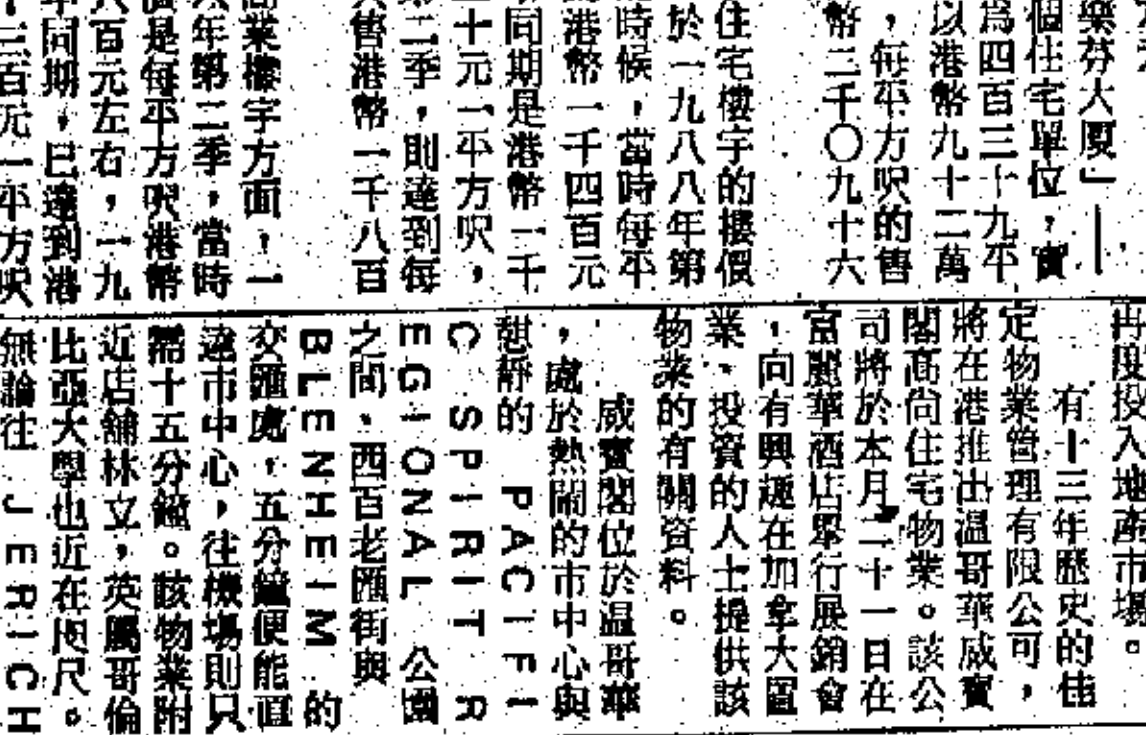 樂芬大厦」——
個住宅單位，實
為四百三十九平
以港幣九十二萬
，每平方呎的售
幣二千〇九十六
住宅樓宇的樓價
於一九八八年第
時候，當時每平
港幣一千四百元
同期是港幣一千
十元一平方呎，
二季，則達到每
售港幣一千八百
商業樓宇方面，一
年第二季，當時
是每平方呎港幣
八百元左右，一九
年同期，已達到港
三百元一平方呎
再度投入地產市場。
有十三年歷史的佳
定物業管理有限公司，
將在港推出溫哥華威寶
閣高尚住宅物業。該公
司將於本月二十一日在
富麗華酒店舉行展銷會
，向有興趣在加拿大置
業、投資的人士提供該
物業的有關資料。
威寶閣位於溫哥華
，處於熱鬧的市中心與
恝靜的 PACIFI
C SPIRIT R
EGIONAL 公園
之間，西百老匯街與
BLENHEIM 的
交匯處，五分鐘便能直
達市中心，往機場則只
需十五分鐘。該物業附
近店舖林立，英屬哥倫
比亞大學也近在咫尺。
無論往 JERICH